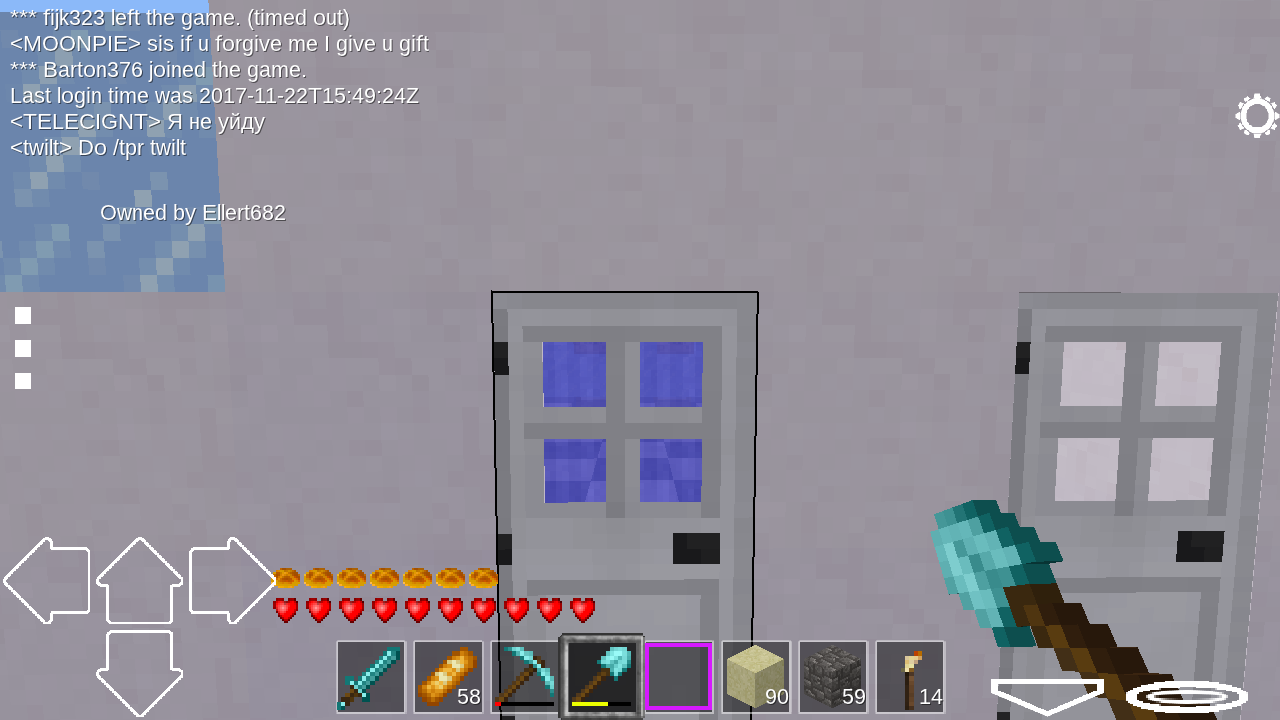 *** fijk323 left the game. (timed out)
<MOONPIE> sis if u forgive me I give u gift
*** Barton376 joined the game.
Last login time was 2017-11-22T15:49:24Z
<TELECIGNT> Я не уйду
<twilt> Do /tpr twilt
Owned by Ellert682
58 90 59 14